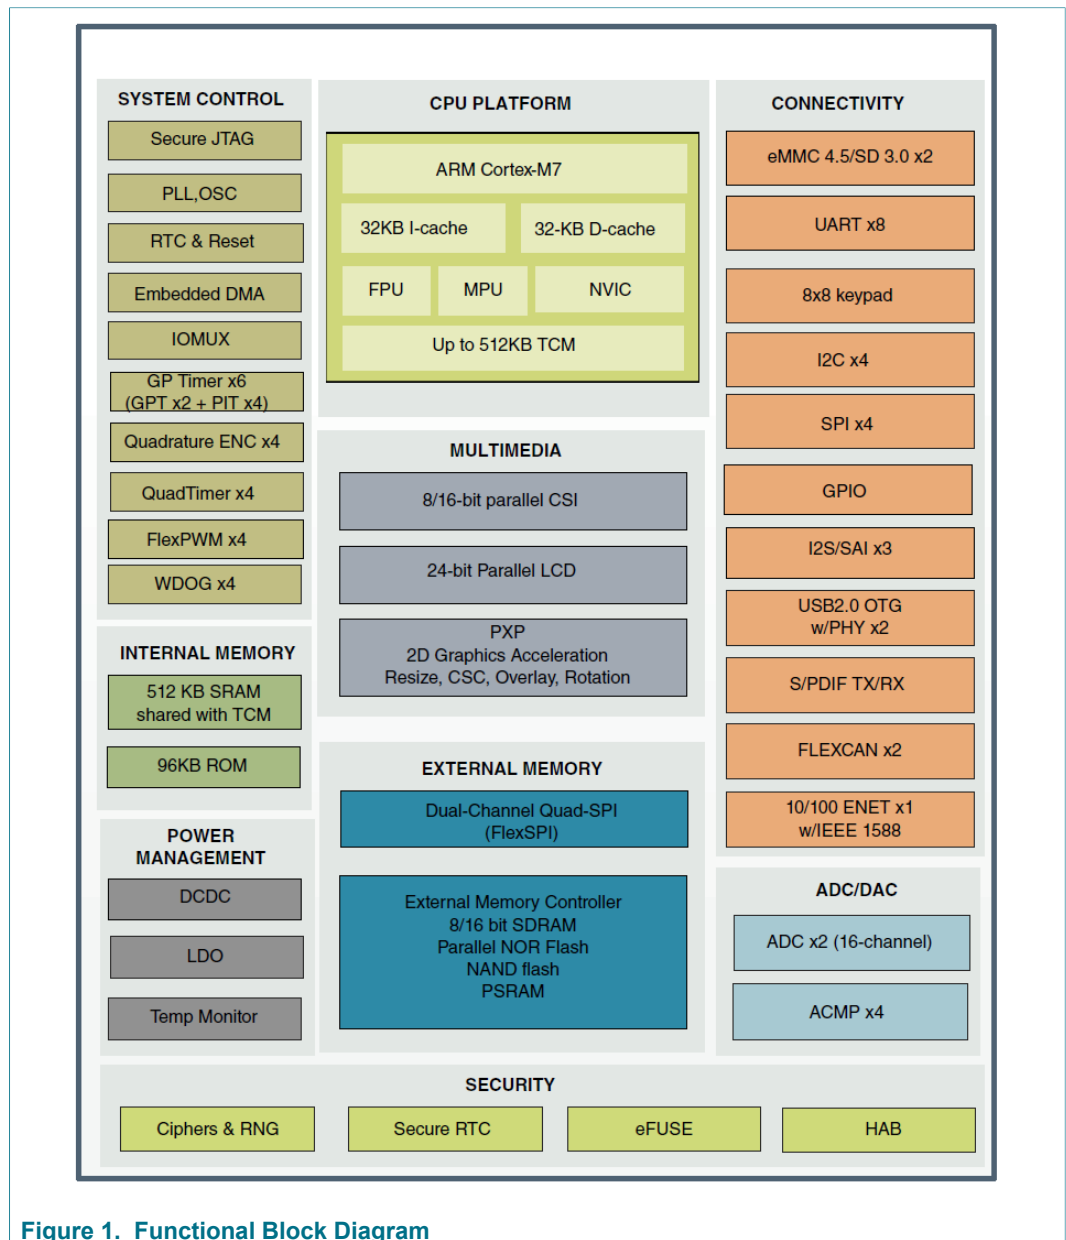 SYSTEM CONTROL
Secure JTAG
PLL,OSC
RTC & Reset
Embedded DMA
IOMUX
GP Timer x6
(GPT x2 + PIT x4)
Quadrature ENC x4
QuadTimer x4
FlexPWM x4
WDOG x4
INTERNAL MEMORY
512 KB SRAM
shared with TCM
96KB ROM
POWER
MANAGEMENT
DCDC
LDO
Temp Monitor
CPU PLATFORM
ARM Cortex-M7
32KB I-cache
32-KB D-cache
FPU
MPU
NVIC
Up to 512KB TCM
MULTIMEDIA
8/16-bit parallel CSI
24-bit Parallel LCD
PXP
2D Graphics Acceleration
Resize, CSC, Overlay, Rotation
EXTERNAL MEMORY
Dual-Channel Quad-SPI
(FlexSPI)
External Memory Controller
8/16 bit SDRAM
Parallel NOR Flash
NAND flash
PSRAM
CONNECTIVITY
eMMC 4.5/SD 3.0 x2
UART x8
8x8 keypad
I2C x4
SPI x4
GPIO
I2S/SAI x3
USB2.0 OTG
w/PHY x2
S/PDIF TX/RX
FLEXCAN x2
10/100 ENET x1
w/IEEE 1588
ADC/DAC
ADC x2 (16-channel)
ACMP x4
SECURITY
Ciphers & RNG
Secure RTC
eFUSE
HAB
Figure 1. Functional Block Diagram